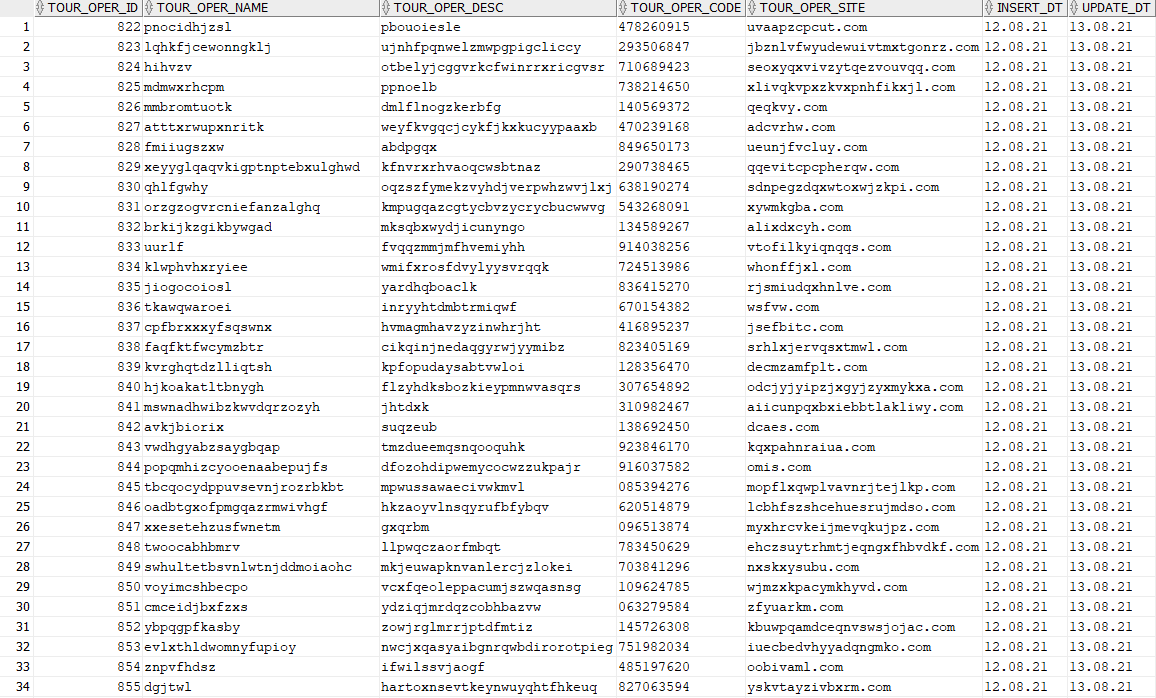 TOUR_OPER_ID TOUR_OPER_NAME TOUR_OPER_DESC TOUR_OPER_CODE TOUR_OPER_SITE INSERT_DT UPDATE_DT
1 822 pnocidhjzsl pbouoiesle 478260915 uvaapzcpcut.com 12.08.21 13.08.21
2 823 lqhkfjcewonngklj ujnhfpqnwelzmwpgpigcliccy 293506847 jbznlvfwyudewuivtmxtgonrz.com 12.08.21 13.08.21
3 824 hihvzv otbelyjcggvrkcfwinrrxricgvsr 710689423 seoxyqxvivzytqezvouvqq.com 12.08.21 13.08.21
4 825 mdmwxrhcpm ppnoelb 738214650 xlivqkvpxzkvxpnhfikxjl.com 12.08.21 13.08.21
5 826 mmbromtuotk dmlflnogzkerbfg 140569372 qeqkvy.com 12.08.21 13.08.21
6 827 atttxrwupxnritk weyfkvgqcjcykfjkxkucyypaaxb 470239168 adcvrhw.com 12.08.21 13.08.21
7 828 fmiiugszxw abdpgqx 849650173 ueunjfvcluy.com 12.08.21 13.08.21
8 829 xeyyglqaqvkigptnptebxulghwd kfnvrxrhvaoqcwsbtnaz 290738465 qqevitcpcpherqw.com 12.08.21 13.08.21
9 830 qhlfgwhy oqzszfymekzvyhdjverpwhzwvjlxj 638190274 sdnpegzdqxwtoxwjzkpi.com 12.08.21 13.08.21
10 831 orzgzogvrcniefanzalghq kmpugqazcgtycbvzycrycbucwwvg 543268091 xywmkgba.com 12.08.21 13.08.21
11 832 brkijkzgikbywgad mksqbxwydjicunyngo 134589267 alixdxcyh.com 12.08.21 13.08.21
12 833 uurlf fvqqzmmjmfhvemiyhh 914038256 vtofilkyiqnqqs.com 12.08.21 13.08.21
13 834 klwphvhxryiee wmifxrosfdvylyysvrqqk 724513986 whonffjxl.com 12.08.21 13.08.21
14 835 jiogocoiosl yardhqboaclk 836415270 rjsmiudqxhnlve.com 12.08.21 13.08.21
15 836 tkawqwaroei inryyhtdmbtrmiqwf 670154382 wsfvw.com 12.08.21 13.08.21
16 837 cpfbrxxxyfsqswnx hvmagmhavzyzinwhrjht 416895237 jsefbitc.com 12.08.21 13.08.21
17 838 faqfktfwcymzbtr cikqinjnedaqgyrwjyymibz 823405169 srhlxjervqsxtmwl.com 12.08.21 13.08.21
18 839 kvrghqtdzlliqtsh kpfopudaysabtvwloi 128356470 decmzamfplt.com 12.08.21 13.08.21
19 840 hjkoakatltbnygh flzyhdksbozkieypmnwvasqrs 307654892 odcjyjyipzjxgyjzyxmykxa.com 12.08.21 13.08.21
20 841 mswnadhwibzkwvdqrzozyh jhtdxk 310982467 aiicunpqxbxiebbtlakliwy.com 12.08.21 13.08.21
21 842 avkjbiorix suqzeub 138692450 dcaes.com 12.08.21 13.08.21
22 843 vwdhgyabzsaygbqap tmzdueemqsnqooquhk 923846170 kqxpahnraiua.com 12.08.21 13.08.21
23 844 popqmhizcyooenaabepujfs dfozohdipwemycocwzzukpajr 916037582 omis.com 12.08.21 13.08.21
24 845 tbcqocydppuvsevnjrozrbkbt mpwussawaecivwkmvl 085394276 mopflxqwplvavnrjtejlkp.com 12.08.21 13.08.21
25 846 oadbtgxofpmgqazrmwivhgf hkzaoyvlnsqyrufbfybqv 620514879 lcbhfszshcehuesrujmdso.com 12.08.21 13.08.21
26 847 xxesetehzusfwnetm gxqrbm 096513874 myxhrcvkeijmevqkujpz.com 12.08.21 13.08.21
27 848 twoocabhbmrv llpwqczaorfmbqt 783450629 ehczsuytrhmtjeqngxfhbvdkf.com 12.08.21 13.08.21
28 849 swhultetbsvnlwtnjddmoiaohc mkjeuwapknvanlercjzlokei 703841296 nxskxysubu.com 12.08.21 13.08.21
29 850 voyimcshbecpo vcxfqeoleppacumjszwqasnsg 109624785 wjmzxkpacymkhyvd.com 12.08.21 13.08.21
30 851 cmceidjbxfzxs ydziqjmrdqzcobhbazvw 063279584 zfyuarkm.com 12.08.21 13.08.21
31 852 ybpqgpfkasby zowjrglmrrjptdfmtiz 145726308 kbuwpqamdceqnvswsjojac.com 12.08.21 13.08.21
32 853 evlxthldwomnyfupioy nwcjxqasyaibgnrqwbdirorotpieg 751982034 iuecbedvhyyadqngmko.com 12.08.21 13.08.21
33 854 znpvfhdsz ifwilssvjaogf 485197620 oobivaml.com 12.08.21 13.08.21
34 855 dgjtwl hartoxnsevtkeynwuyqhtfhkeuq 827063594 yskvtayzivbxrm.com 12.08.21 13.08.21